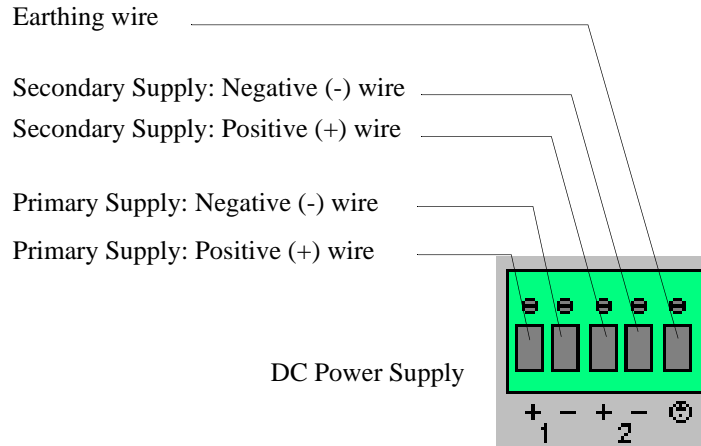 Earthing wire
Secondary Supply: Negative (-) wire
Secondary Supply: Positive (+) wire
Primary Supply: Negative (-) wire
Primary Supply: Positive (+) wire
DC Power Supply
+ - + -
1 2